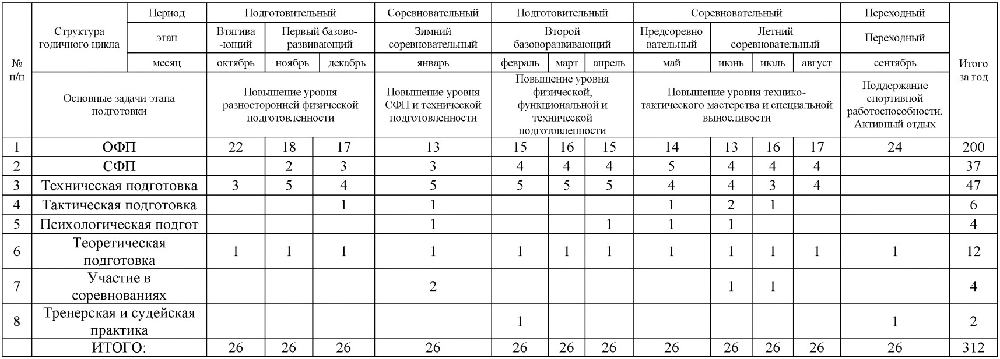 № п/п
Структура годичного цикла
Период
Подготовительный
Соревновательный
Подготовительный
Соревновательный
Переходный
Итого за год
этап
Втягива
-ющий
Первый базово-
развивающий
Зимний
соревновательный
Второй
базоворазвивающий
Предсоревно
вательный
Летний
соревновательный
Переходный
месяц
октябрь
ноябрь
декабрь
январь
февраль
март
апрель
май
июнь
июль
август
сентябрь
Основные задачи этапа
подготовки
Повышение уровня
разносторонней физической
подготовленности
Повышение уровня
СФП и технической
подготовленности
Повышение уровня
физической,
функциональной и
технической
подготовленности
Повышение уровня технико-
тактического мастерства и специальной
выносливости
Поддержание
спортивной
работоспособности.
Активный отдых
1 ОФП 22 18 17 13 15 16 15 14 13 16 17 24 200
2 СФП 2 3 3 4 4 4 5 4 4 4 37
3 Техническая подготовка 3 5 4 5 5 5 5 4 4 3 4 47
4 Тактическая подготовка 1 1 1 2 1 6
5 Психологическая подгот 1 1 1 1 4
6 Теоретическая
подготовка 1 1 1 1 1 1 1 1 1 1 1 1 12
7 Участие в
соревнованиях 2 1 1 4
8 Тренерская и судейская
практика 1 1 2
ИТОГО: 26 26 26 26 26 26 26 26 26 26 26 26 312